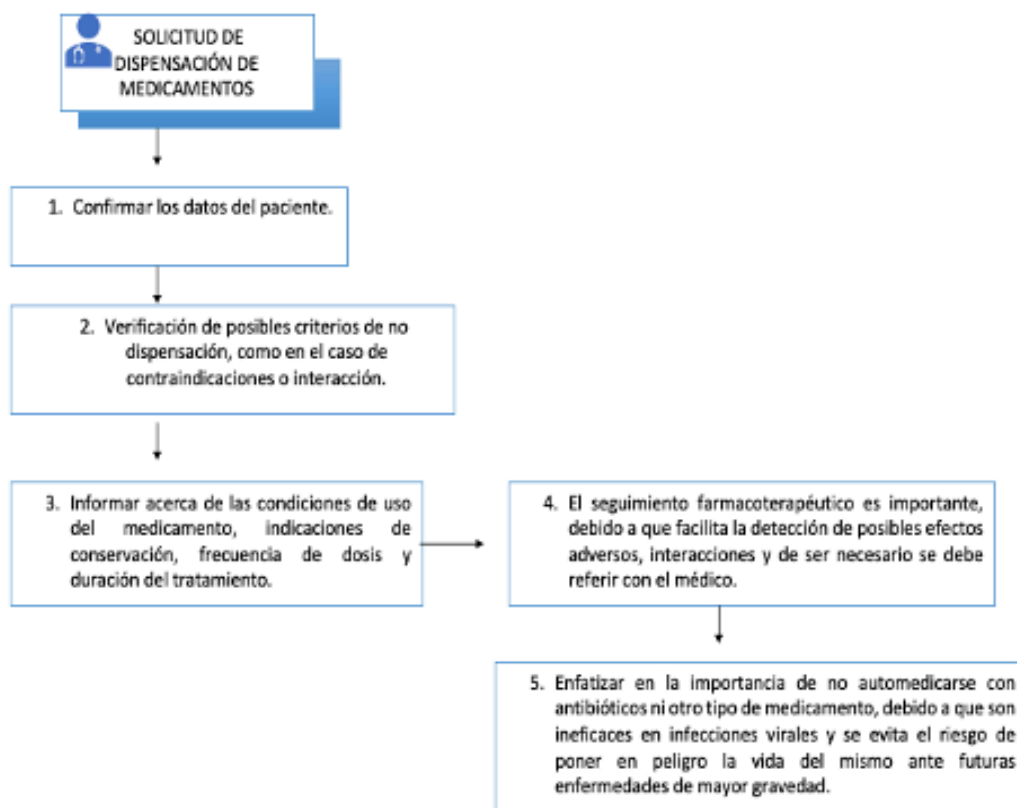 SOLICITUD DE
DISPENSACIÓN DE
MEDICAMENTOS
1. Confirmar los datos del paciente.
2. Verificación de posibles criterios de no
dispensación, como en el caso de
contraindicaciones o interacción.
3. Informar acerca de las condiciones de uso
del medicamento, indicaciones de
conservación, frecuencia de dosis y
duración del tratamiento.
4. El seguimiento farmacoterapéutico es importante,
debido a que facilita la detección de posibles efectos
adversos, interacciones y de ser necesario se debe
referir con el médico.
5. Enfatizar en la importancia de no automedicarse con
antibióticos ni otro tipo de medicamento, debido a que son
ineficaces en infecciones virales y se evita el riesgo de
poner en peligro la vida del mismo ante futuras
enfermedades de mayor gravedad.